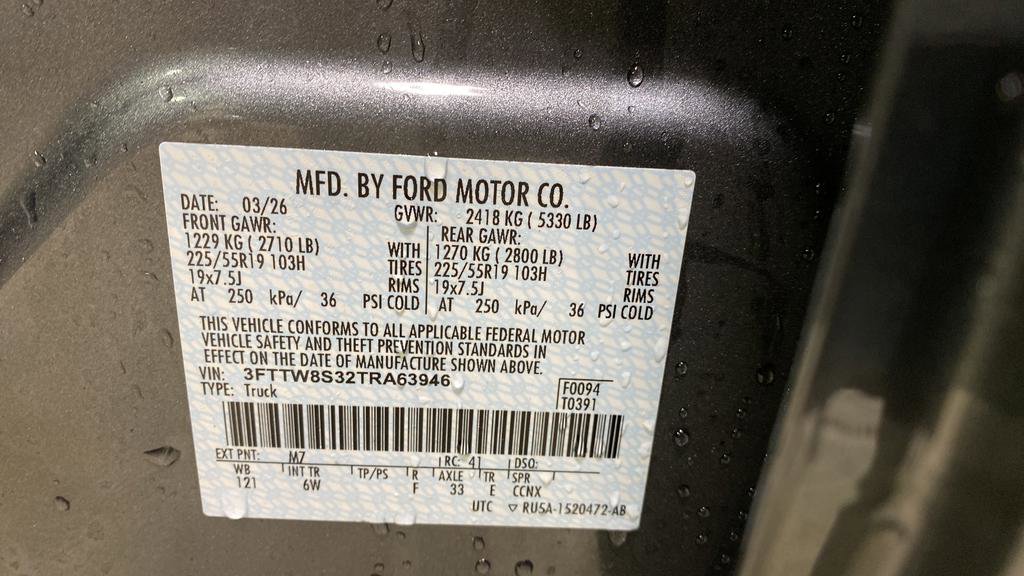 MFD. BY FORD MOTOR CO.
DATE: 03/26 GVWR: 2418 KG ( 5330 LB)
FRONT GAWR: REAR GAWR:
1229 KG ( 2710 LB) WITH 1270 KG ( 2800 LB) WITH
225/55R19 103H TIRES 225/55R19 103H TIRES
19x7.5J RIMS 19x7.5J RIMS
AT 250 kPa/ 36 PSI COLD AT 250 kPa/ 36 PSI COLD
THIS VEHICLE CONFORMS TO ALL APPLICABLE FEDERAL MOTOR
VEHICLE SAFETY AND THEFT PREVENTION STANDARDS IN
EFFECT ON THE DATE OF MANUFACTURE SHOWN ABOVE.
VIN: 3FTTW8S32TRA63946
TYPE: Truck
F0094
T0391
EXT PNT: M7 RC: 41 DSO:
WB INT TR TP/PS R AXLE TR SPR
121 6W F 33 E CCNX
UTC ▽ RU5A-1520472-AB